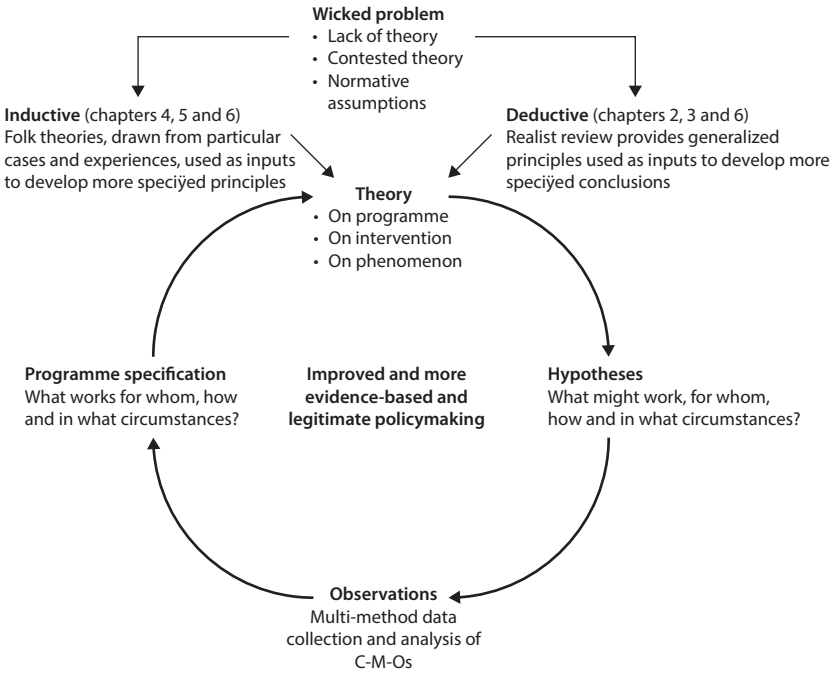 Wicked problem
• Lack of theory
• Contested theory
• Normative
assumptions
Inductive (chapters 4, 5 and 6)
Folk theories, drawn from particular
cases and experiences, used as inputs
to develop more speciÿed principles
Deductive (chapters 2, 3 and 6)
Realist review provides generalized
principles used as inputs to develop more
speciÿed conclusions
Theory
• On programme
• On intervention
• On phenomenon
Programme specification
What works for whom, how
and in what circumstances?
Improved and more
evidence-based and
legitimate policymaking
Hypotheses
What might work, for whom,
how and in what circumstances?
Observations
Multi-method data
collection and analysis of
C-M-Os